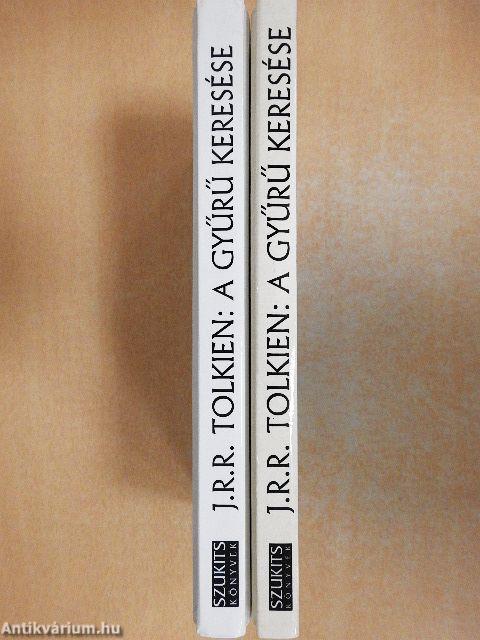 J.R.R. TOLKIEN: A GYŰRŰ KERESÉSE
SZUKITS
KÖNYVEK
J.R.R. TOLKIEN: A GYŰRŰ KERESÉSE
SZUKITS
KÖNYVEK
Antikvárium.hu